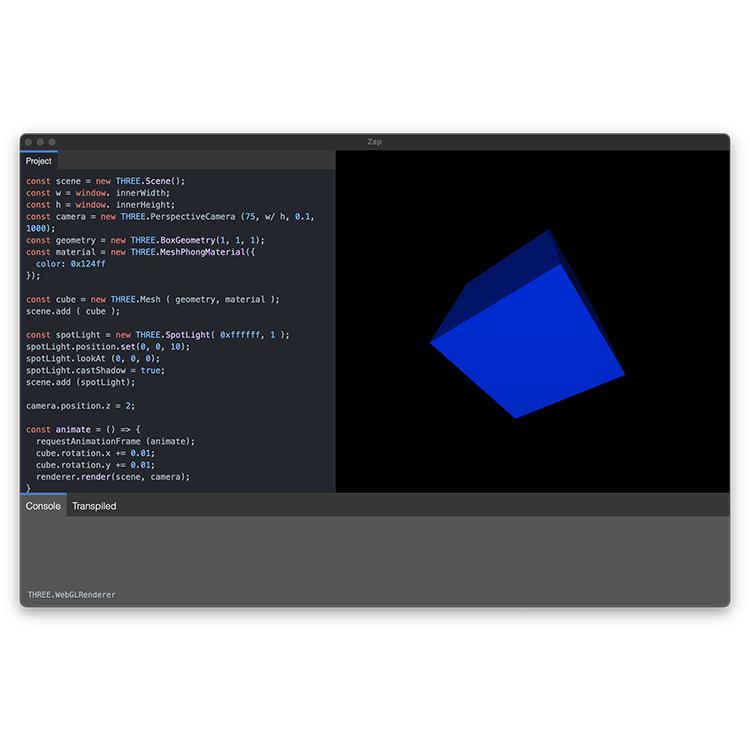 Zap
Project
const scene = new THREE.Scene();
const w = window. innerWidth;
const h = window. innerHeight;
const camera = new THREE.PerspectiveCamera (75, w/ h, 0.1,
1000);
const geometry = new THREE.BoxGeometry(1, 1, 1);
const material = new THREE.MeshPhongMaterial({
  color: 0x124ff
});
const cube = new THREE.Mesh ( geometry, material );
scene.add ( cube );
const spotLight = new THREE.SpotLight( 0xffffff, 1 );
spotLight.position.set(0, 0, 10);
spotLight.lookAt (0, 0, 0);
spotLight.castShadow = true;
scene.add (spotLight);
camera.position.z = 2;
const animate = () => {
  requestAnimationFrame (animate);
  cube.rotation.x += 0.01;
  cube.rotation.y += 0.01;
  renderer.render(scene, camera);
}
Console Transpiled
THREE.WebGLRenderer